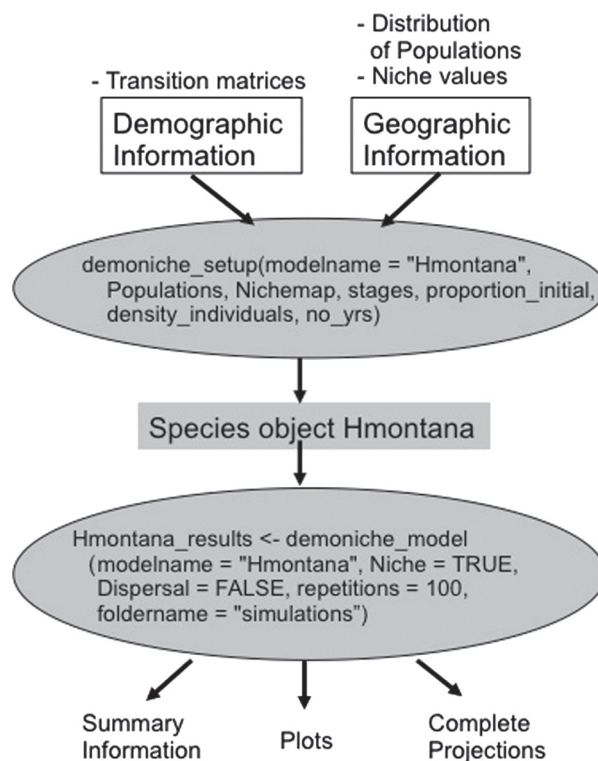 - Distribution
of Populations
- Niche values
- Transition matrices
Demographic
Information
Geographic
Information
demoniche_setup(modelname = "Hmontana",
Populations, Nichemap, stages, proportion_initial,
density_individuals, no_yrs)
Species object Hmontana
Hmontana_results <- demoniche_model
(modelname = "Hmontana", Niche = TRUE,
Dispersal = FALSE, repetitions = 100,
foldername = "simulations")
Summary
Information
Plots
Complete
Projections